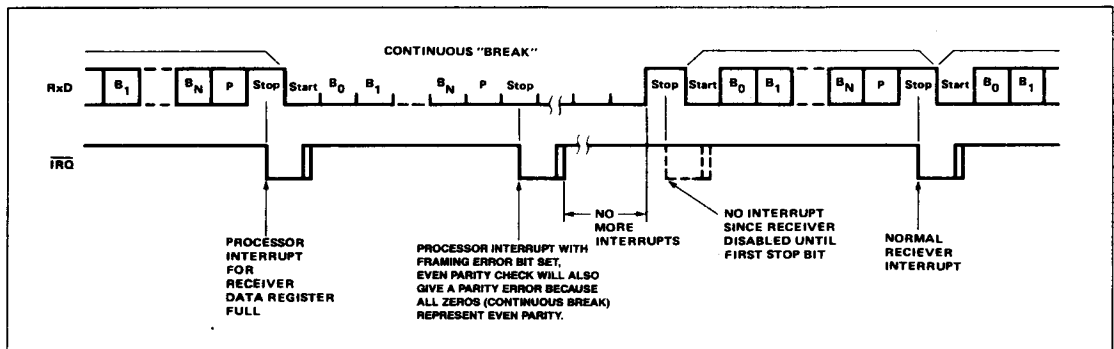 CONTINUOUS "BREAK"
RxD B1 BN P Stop Start B0 B1 BN P Stop Stop Start B0 B1 BN P Stop Start B0 B1
IRQ
NO
MORE
INTERRUPTS
PROCESSOR
INTERRUPT
FOR
RECEIVER
DATA REGISTER
FULL
PROCESSOR INTERRUPT WITH
FRAMING ERROR BIT SET,
EVEN PARITY CHECK WILL ALSO
GIVE A PARITY ERROR BECAUSE
ALL ZEROS (CONTINUOUS BREAK)
REPRESENT EVEN PARITY.
NO INTERRUPT
SINCE RECEIVER
DISABLED UNTIL
FIRST STOP BIT
NORMAL
RECIEVER
INTERRUPT